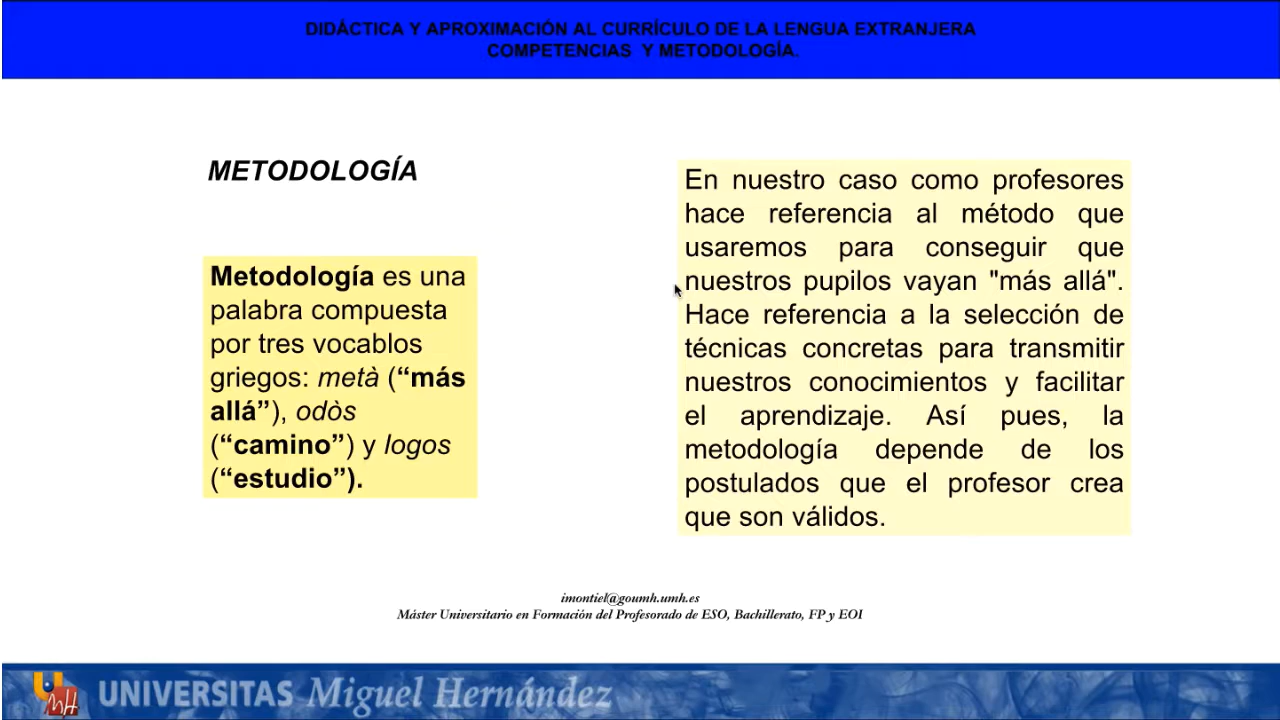 DIDÁCTICA Y APROXIMACIÓN AL CURRÍCULO DE LA LENGUA EXTRANJERA
COMPETENCIAS Y METODOLOGÍA.
METODOLOGÍA
Metodología es una
palabra compuesta
por tres vocablos
griegos: metà (“más
allá”), odòs
(“camino”) y logos
(“estudio”).
En nuestro caso como profesores
hace referencia al método que
usaremos para conseguir que
nuestros pupilos vayan "más allá".
Hace referencia a la selección de
técnicas concretas para transmitir
nuestros conocimientos y facilitar
el aprendizaje. Así pues, la
metodología depende de los
postulados que el profesor crea
que son válidos.
imontiel@goumh.umh.es
Máster Universitario en Formación del Profesorado de ESO, Bachillerato, FP y EOI
UNIVERSITAS Miguel Hernández